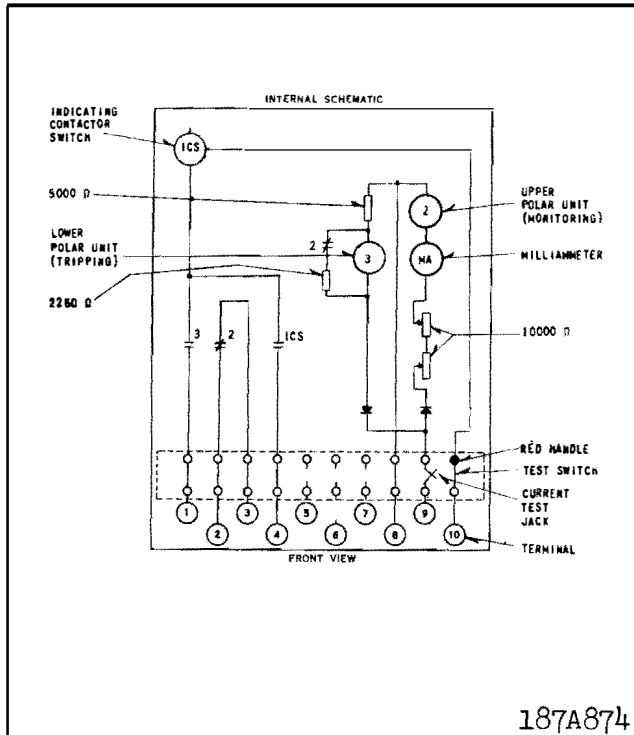 INTERNAL SCHEMATIC
INDICATING
CONTACTOR
SWITCH
ICS
5000 Ω
LOWER
POLAR UNIT
(TRIPPING)
2
3
2250 Ω
2
UPPER
POLAR UNIT
(MONITORING)
MA
MILLIAMMETER
10000 Ω
3
2
ICS
RED HANDLE
TEST SWITCH
CURRENT
TEST
JACK
TERMINAL
1
2
3
4
5
6
7
8
9
10
FRONT VIEW
187A874